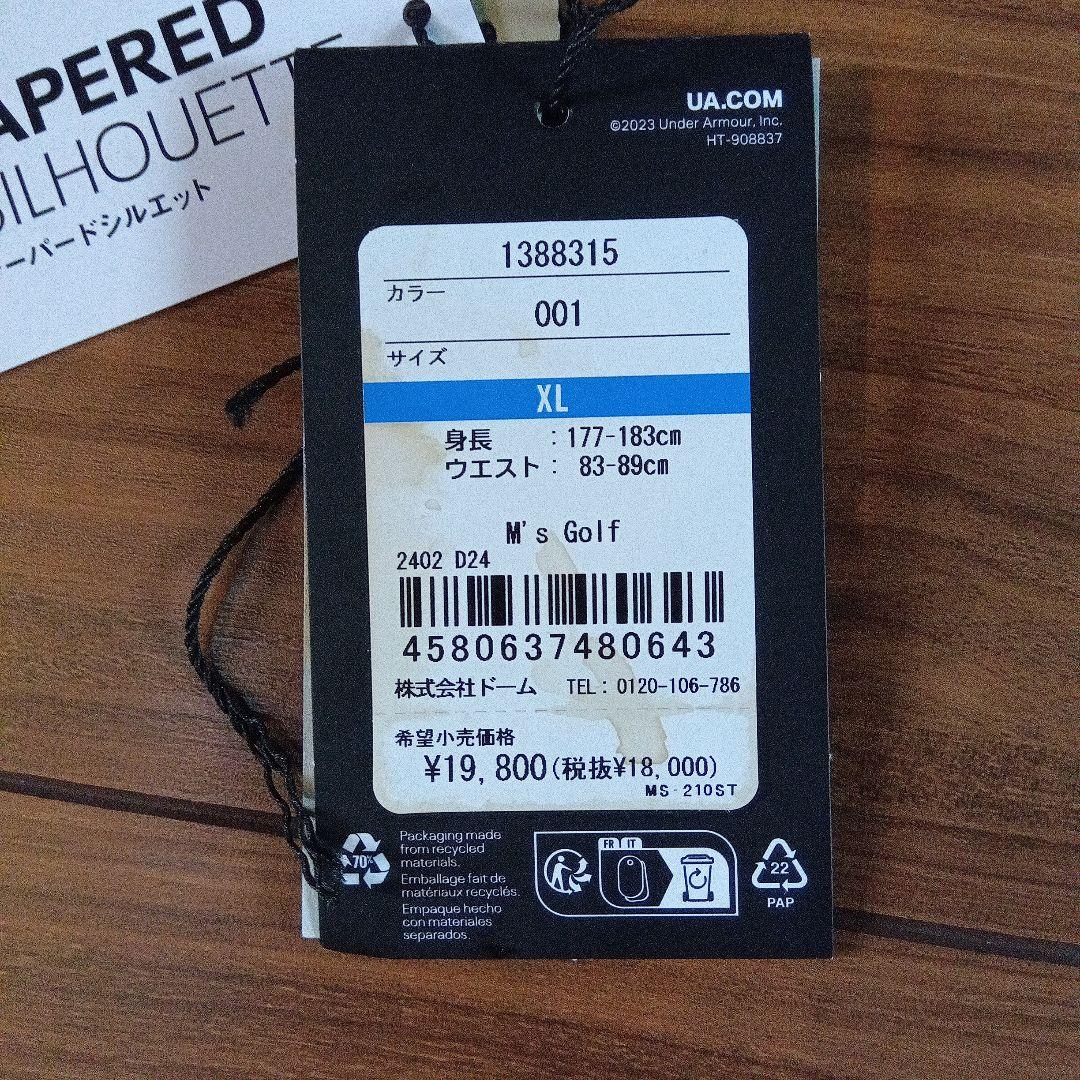 APERED
SILHOUETTE
ーパードシルエット
UA.COM
©2023 Under Armour, Inc.
HT-908837
1388315
カラー
001
サイズ
XL
身長 : 177-183cm
ウエスト : 83-89cm
M's Golf
2402 D24
4580637480643
株式会社ドーム TEL: 0120-106-786
希望小売価格
¥19,800(税抜¥18,000)
MS-210ST
70%
Packaging made
from recycled
materials.
Emballage fait de
matériaux recyclés.
Empaque hecho
con materiales
separados.
FR IT
22
PAP